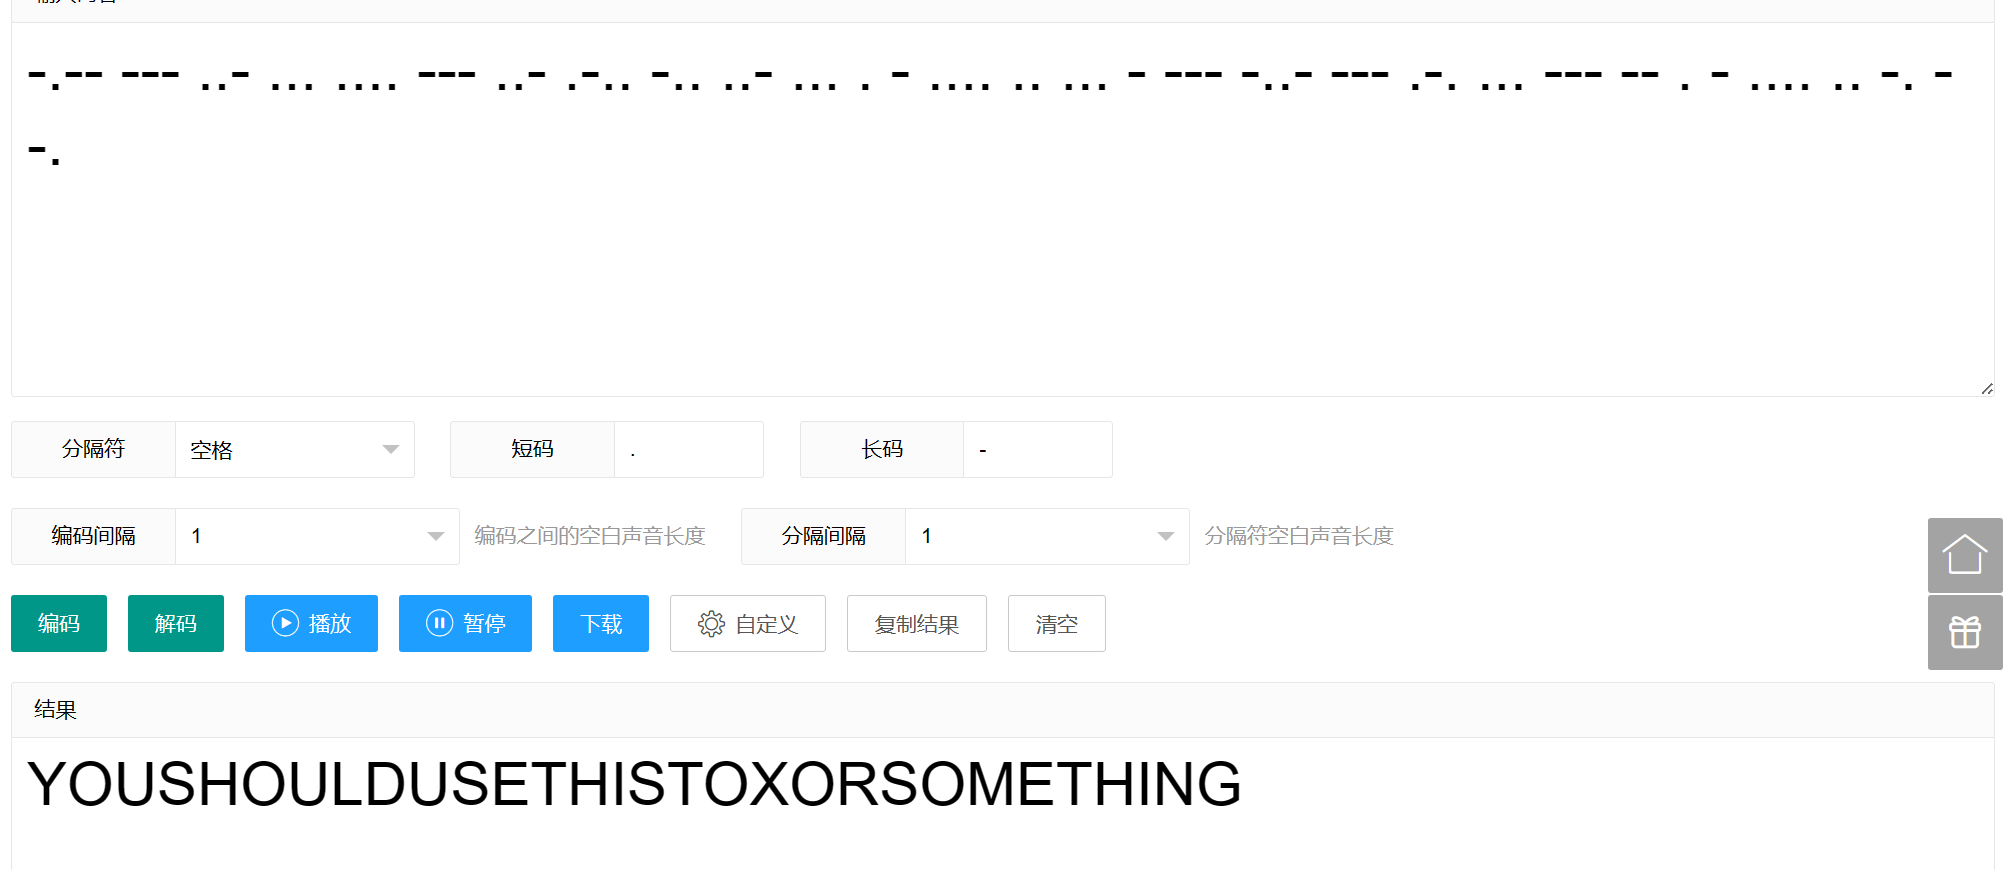 -.-- --- ..- ... .... --- ..- .-.. -.. ..- ... . - .... .. ... - --- -..- --- .-. ... --- -- . - .... .. -. -
-.
分隔符 空格 短码 . 长码 -
编码间隔 1 编码之间的空白声音长度 分隔间隔 1 分隔符空白声音长度
编码 解码 播放 暂停 下载 自定义 复制结果 清空
结果
YOUSHOULDUSETHISTOXORSOMETHING